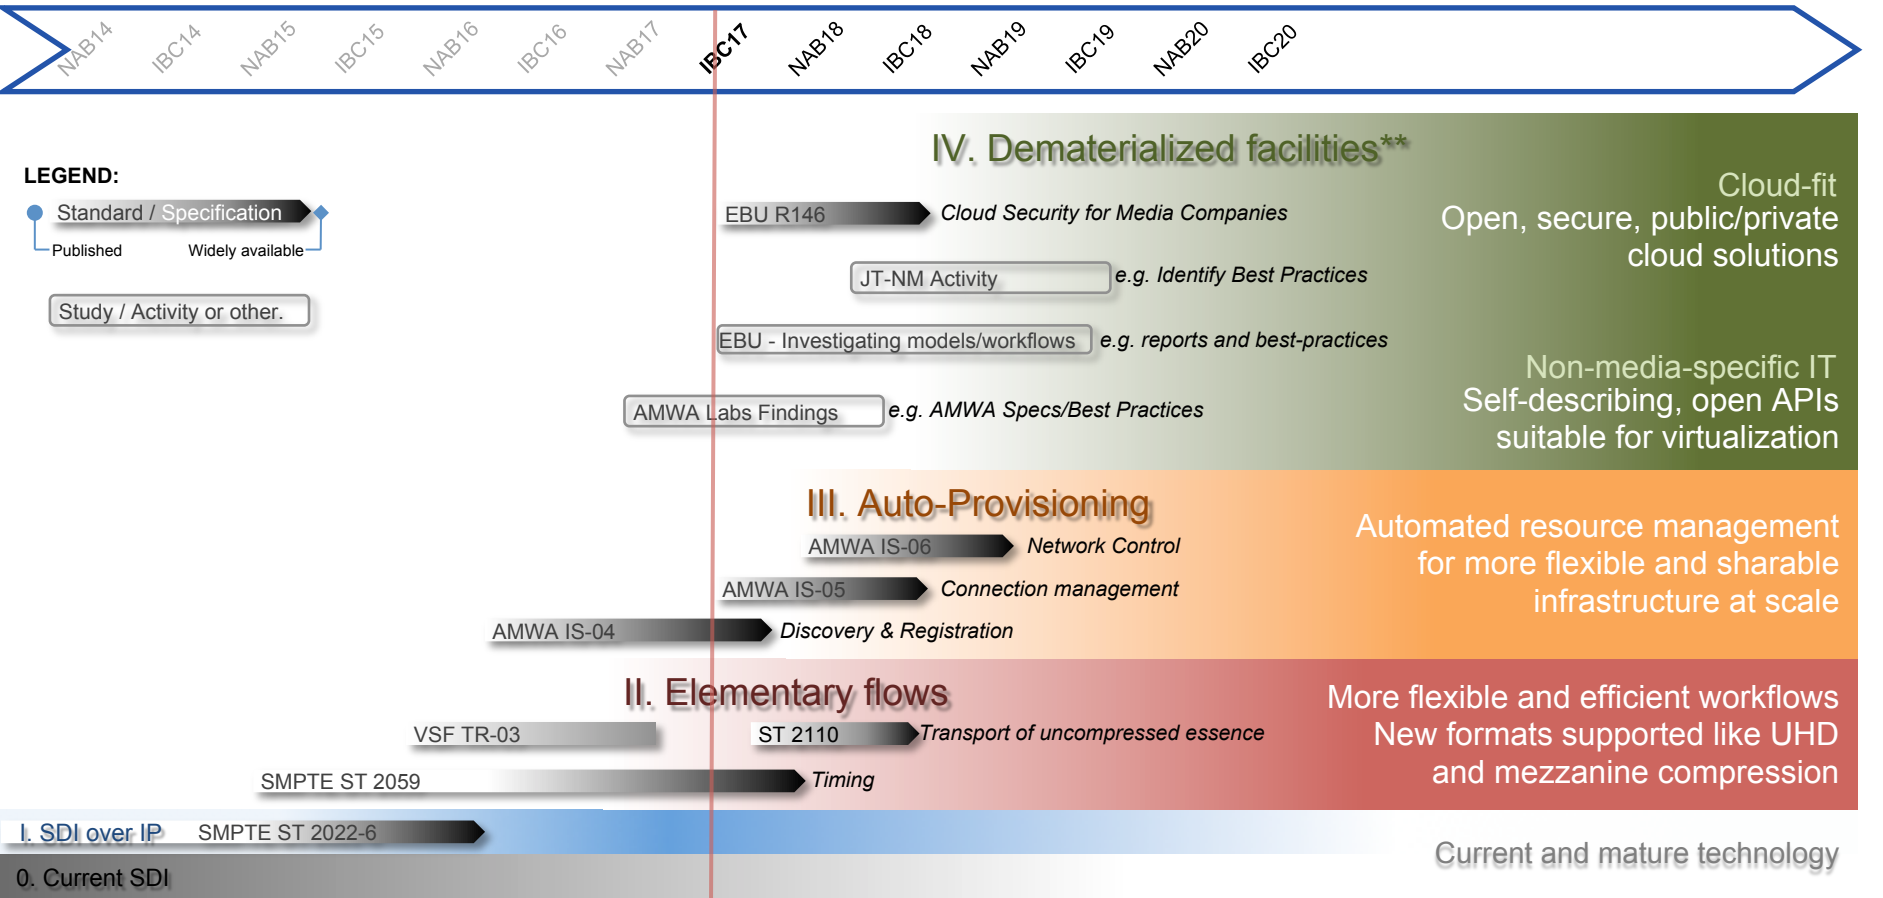 NAB14 IBC14 NAB15 IBC15 NAB16 IBC16 NAB17 IBC17 NAB18 IBC18 NAB19 IBC19 NAB20 IBC20
IV. Dematerialized facilities**
LEGEND:
Standard / Specification
Published
Widely available
Study / Activity or other.
EBU R146
Cloud Security for Media Companies
JT-NM Activity
e.g. Identify Best Practices
EBU - Investigating models/workflows
e.g. reports and best-practices
AMWA Labs Findings
e.g. AMWA Specs/Best Practices
Cloud-fit
Open, secure, public/private
cloud solutions
Non-media-specific IT
Self-describing, open APIs
suitable for virtualization
III. Auto-Provisioning
AMWA IS-06
Network Control
AMWA IS-05
Connection management
AMWA IS-04
Discovery & Registration
Automated resource management
for more flexible and sharable
infrastructure at scale
II. Elementary flows
VSF TR-03
ST 2110
Transport of uncompressed essence
SMPTE ST 2059
Timing
More flexible and efficient workflows
New formats supported like UHD
and mezzanine compression
I. SDI over IP
SMPTE ST 2022-6
0. Current SDI
Current and mature technology